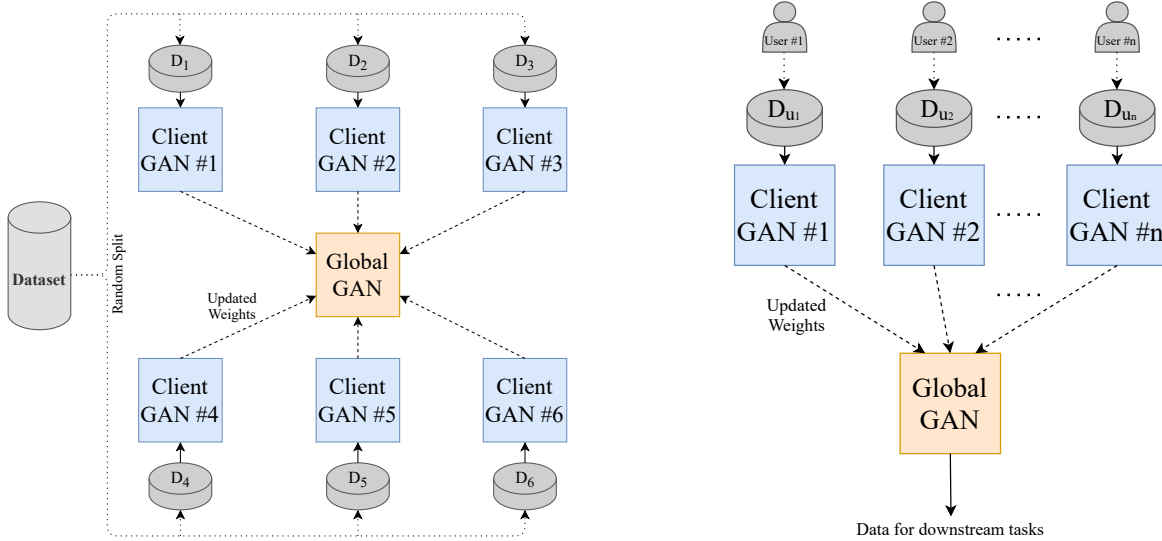 D1
D2
D3
Client
GAN #1
Client
GAN #2
Client
GAN #3
Dataset
Random Split
Global
GAN
Updated
Weights
Client
GAN #4
Client
GAN #5
Client
GAN #6
D4
D5
D6
User #1
User #2
.....
User #n
Du1
Du2
.....
Dun
Client
GAN #1
Client
GAN #2
.....
Client
GAN #n
.....
Updated
Weights
Global
GAN
Data for downstream tasks